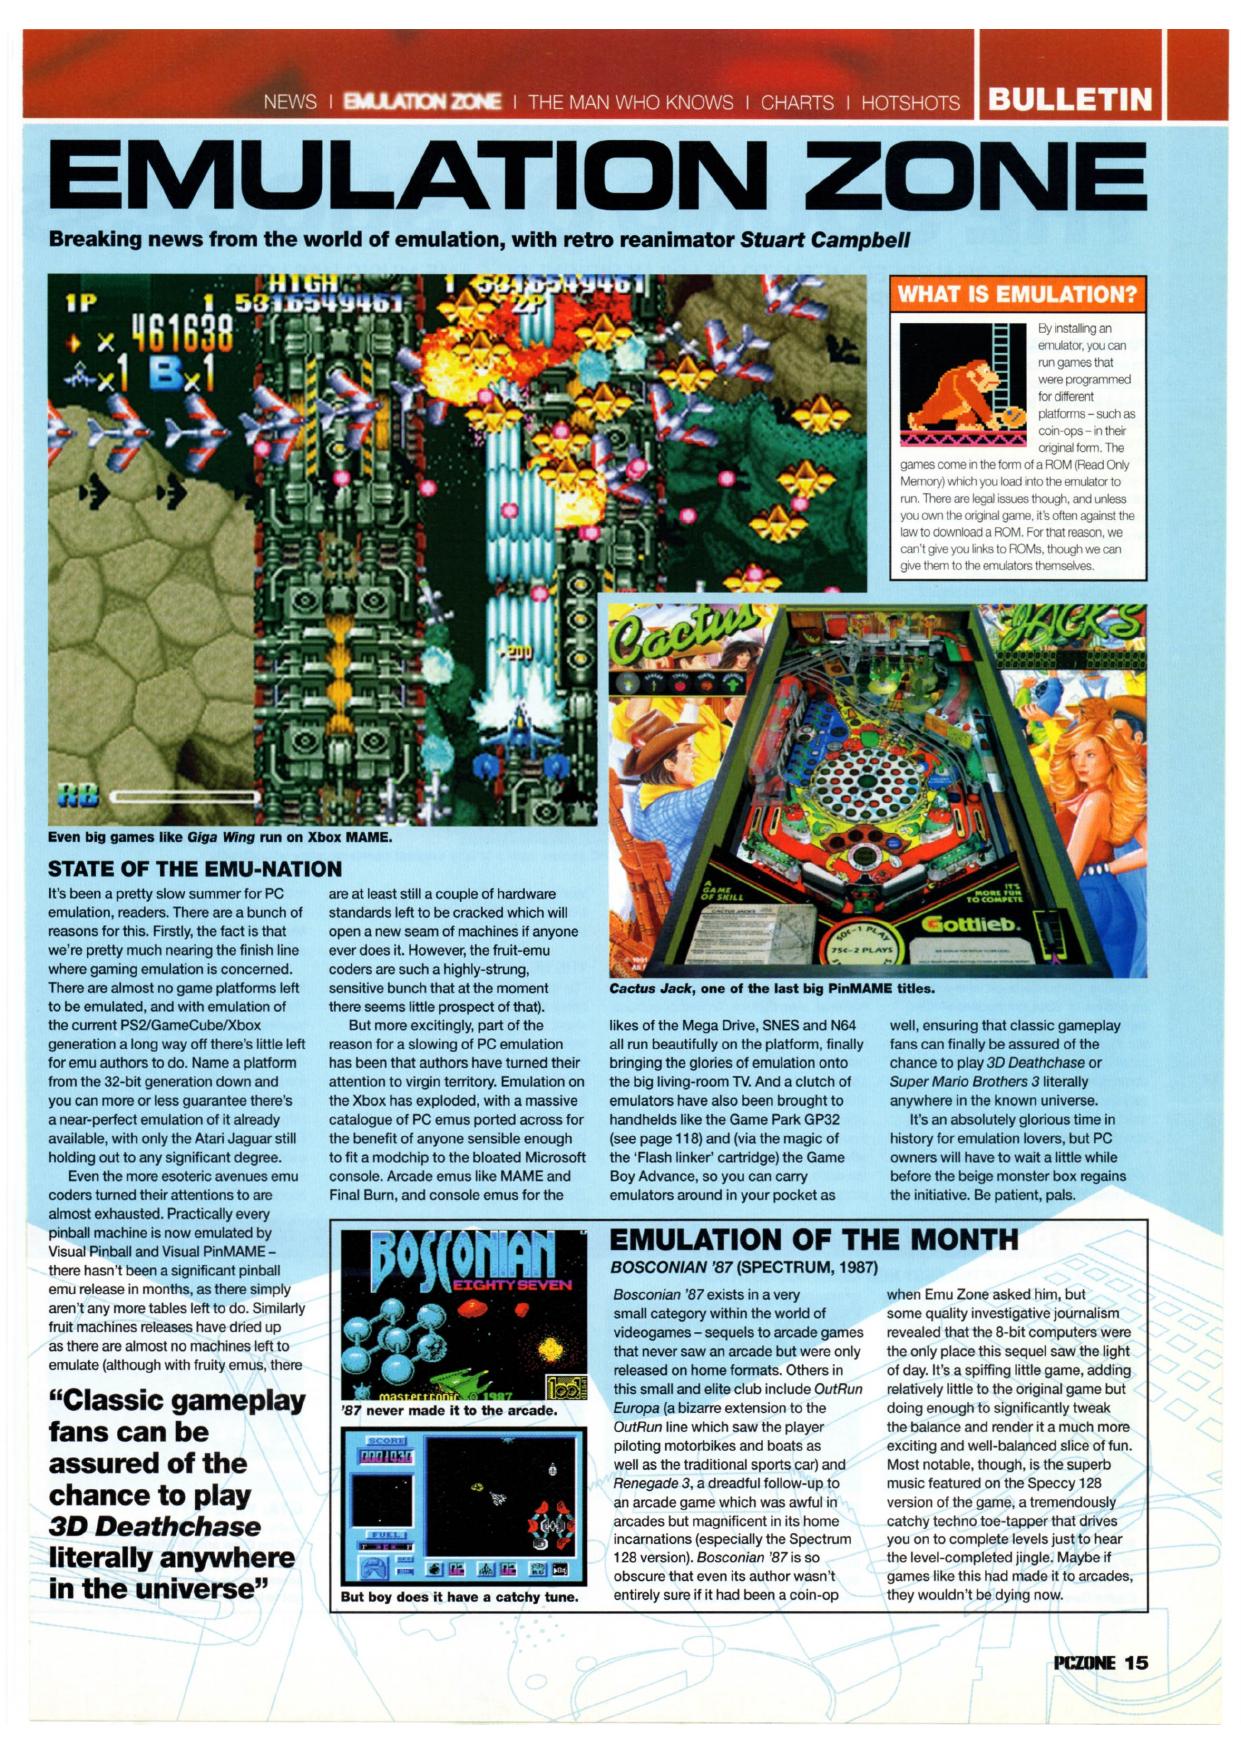 NEWS | EMULATION ZONE | THE MAN WHO KNOWS | CHARTS | HOTSHOTS
BULLETIN
EMULATION ZONE
Breaking news from the world of emulation, with retro reanimator Stuart Campbell
1P
HIGH
2P
461638
x1 Bx1
+200
RB
Even big games like Giga Wing run on Xbox MAME.
WHAT IS EMULATION?
By installing an
emulator, you can
run games that
were programmed
for different
platforms – such as
coin-ops – in their
original form. The
games come in the form of a ROM (Read Only
Memory) which you load into the emulator to
run. There are legal issues though, and unless
you own the original game, it's often against the
law to download a ROM. For that reason, we
can't give you links to ROMs, though we can
give them to the emulators themselves.
Cactus
JACK'S
A
GAME
OF SKILL
CACTUS JACKS
50¢–1 PLAY
75¢–2 PLAYS
IT'S
MORE FUN
TO COMPETE
Gottlieb.
Cactus Jack, one of the last big PinMAME titles.
STATE OF THE EMU-NATION
It's been a pretty slow summer for PC
emulation, readers. There are a bunch of
reasons for this. Firstly, the fact is that
we're pretty much nearing the finish line
where gaming emulation is concerned.
There are almost no game platforms left
to be emulated, and with emulation of
the current PS2/GameCube/Xbox
generation a long way off there's little left
for emu authors to do. Name a platform
from the 32-bit generation down and
you can more or less guarantee there's
a near-perfect emulation of it already
available, with only the Atari Jaguar still
holding out to any significant degree.
Even the more esoteric avenues emu
coders turned their attentions to are
almost exhausted. Practically every
pinball machine is now emulated by
Visual Pinball and Visual PinMAME –
there hasn't been a significant pinball
emu release in months, as there simply
aren't any more tables left to do. Similarly
fruit machines releases have dried up
as there are almost no machines left to
emulate (although with fruity emus, there
are at least still a couple of hardware
standards left to be cracked which will
open a new seam of machines if anyone
ever does it. However, the fruit-emu
coders are such a highly-strung,
sensitive bunch that at the moment
there seems little prospect of that).
But more excitingly, part of the
reason for a slowing of PC emulation
has been that authors have turned their
attention to virgin territory. Emulation on
the Xbox has exploded, with a massive
catalogue of PC emus ported across for
the benefit of anyone sensible enough
to fit a modchip to the bloated Microsoft
console. Arcade emus like MAME and
Final Burn, and console emus for the
likes of the Mega Drive, SNES and N64
all run beautifully on the platform, finally
bringing the glories of emulation onto
the big living-room TV. And a clutch of
emulators have also been brought to
handhelds like the Game Park GP32
(see page 118) and (via the magic of
the 'Flash linker' cartridge) the Game
Boy Advance, so you can carry
emulators around in your pocket as
well, ensuring that classic gameplay
fans can finally be assured of the
chance to play 3D Deathchase or
Super Mario Brothers 3 literally
anywhere in the known universe.
It's an absolutely glorious time in
history for emulation lovers, but PC
owners will have to wait a little while
before the beige monster box regains
the initiative. Be patient, pals.
"Classic gameplay
fans can be
assured of the
chance to play
3D Deathchase
literally anywhere
in the universe"
BOSCONIAN
EIGHTY SEVEN
mastertronic © 1987
'87 never made it to the arcade.
SCORE
0001030
FUEL
But boy does it have a catchy tune.
EMULATION OF THE MONTH
BOSCONIAN '87 (SPECTRUM, 1987)
Bosconian '87 exists in a very
small category within the world of
videogames – sequels to arcade games
that never saw an arcade but were only
released on home formats. Others in
this small and elite club include OutRun
Europa (a bizarre extension to the
OutRun line which saw the player
piloting motorbikes and boats as
well as the traditional sports car) and
Renegade 3, a dreadful follow-up to
an arcade game which was awful in
arcades but magnificent in its home
incarnations (especially the Spectrum
128 version). Bosconian '87 is so
obscure that even its author wasn't
entirely sure if it had been a coin-op
when Emu Zone asked him, but
some quality investigative journalism
revealed that the 8-bit computers were
the only place this sequel saw the light
of day. It's a spiffing little game, adding
relatively little to the original game but
doing enough to significantly tweak
the balance and render it a much more
exciting and well-balanced slice of fun.
Most notable, though, is the superb
music featured on the Speccy 128
version of the game, a tremendously
catchy techno toe-tapper that drives
you on to complete levels just to hear
the level-completed jingle. Maybe if
games like this had made it to arcades,
they wouldn't be dying now.
PCZONE 15